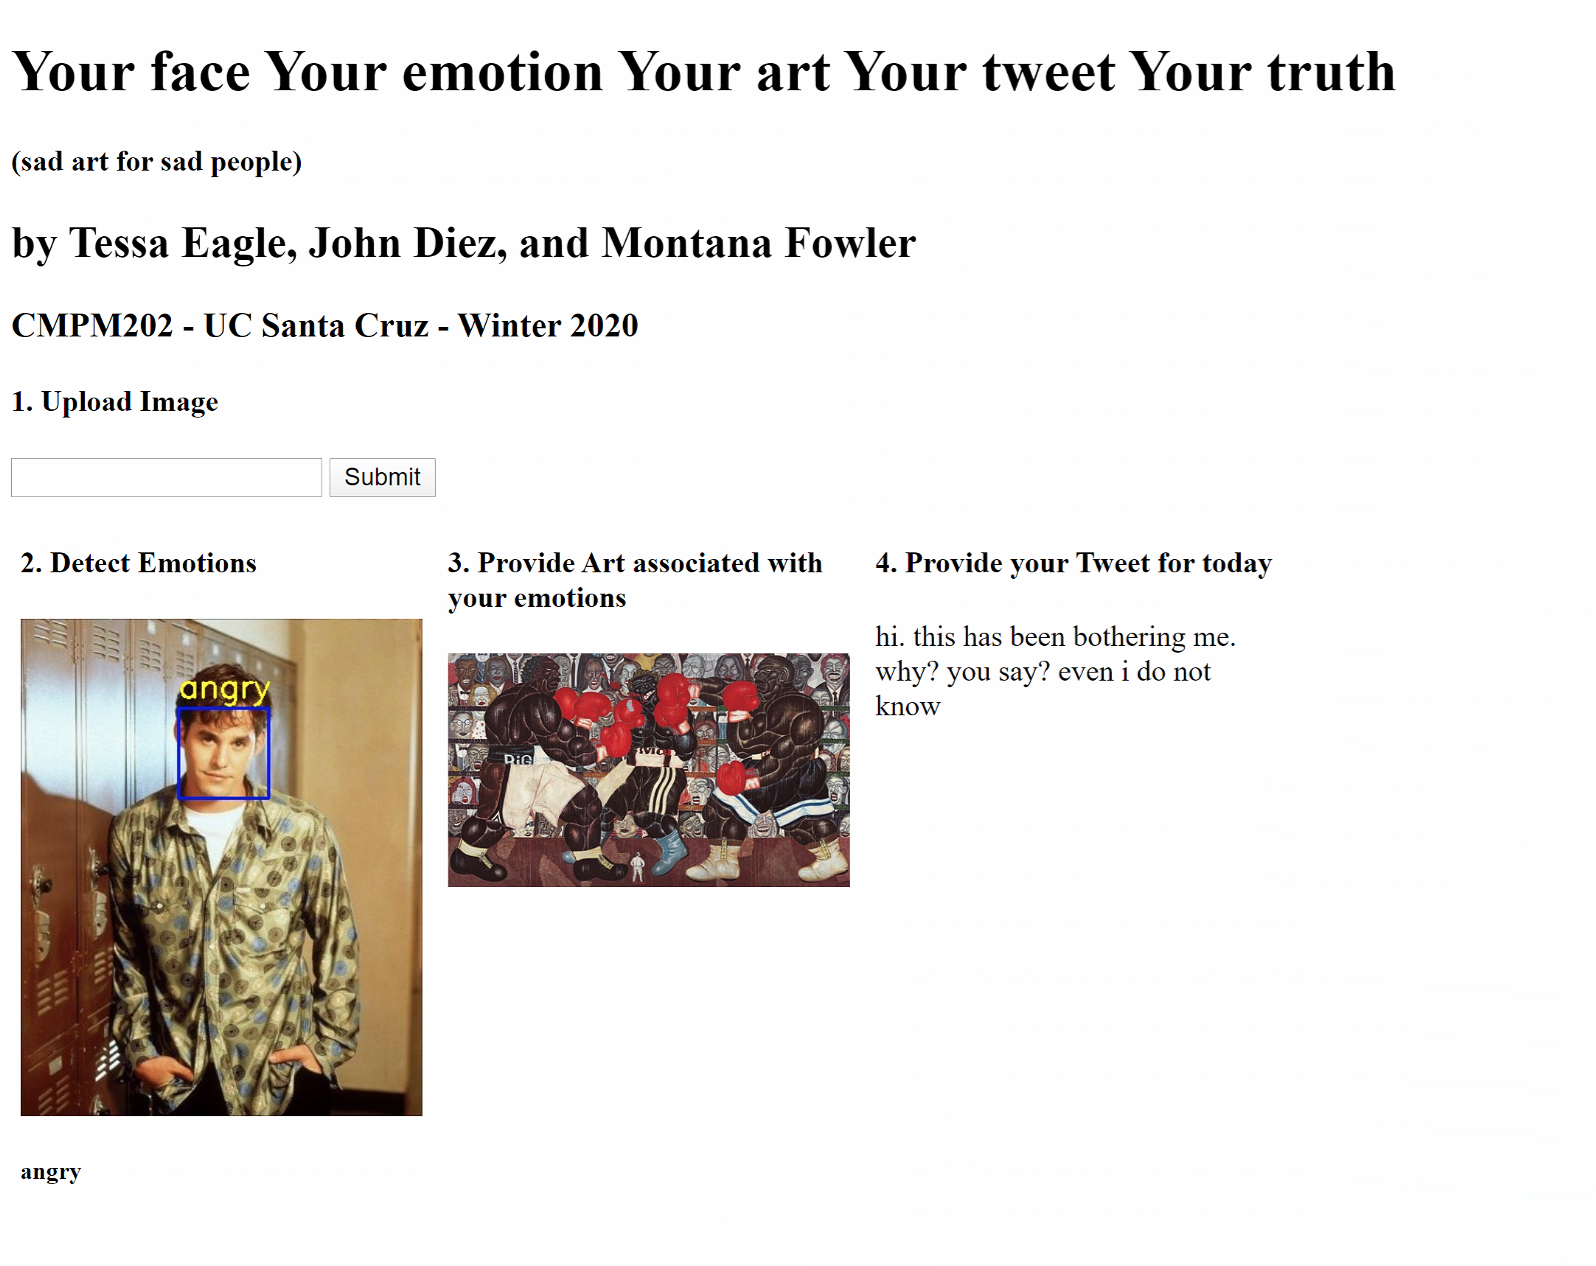 Your face Your emotion Your art Your tweet Your truth
(sad art for sad people)
by Tessa Eagle, John Diez, and Montana Fowler
CMPM202 - UC Santa Cruz - Winter 2020
1. Upload Image
Submit
2. Detect Emotions
angry
angry
3. Provide Art associated with
your emotions
BiG
4. Provide your Tweet for today
hi. this has been bothering me.
why? you say? even i do not
know